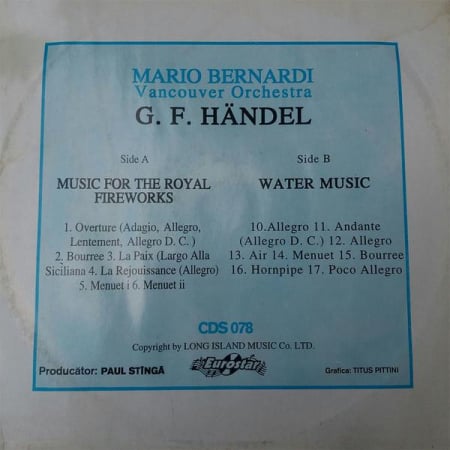 MARIO BERNARDI
Vancouver Orchestra
G. F. HÄNDEL
Side A
MUSIC FOR THE ROYAL
FIREWORKS
1. Overture (Adagio, Allegro,
Lentement, Allegro D. C. )
2. Bourree 3. La Paix (Largo Alla
Siciliana 4. La Rejouissance (Allegro)
5. Menuet i 6. Menuet ii
Side B
WATER MUSIC
10.Allegro 11. Andante
(Allegro D. C.) 12. Allegro
13. Air 14. Menuet 15. Bourree
16. Hornpipe 17. Poco Allegro
CDS 078
Copyright by LONG ISLAND MUSIC Co. LTD.
Producător: PAUL STÎNGĂ
Eurostar
Grafica: TITUS PITTINI